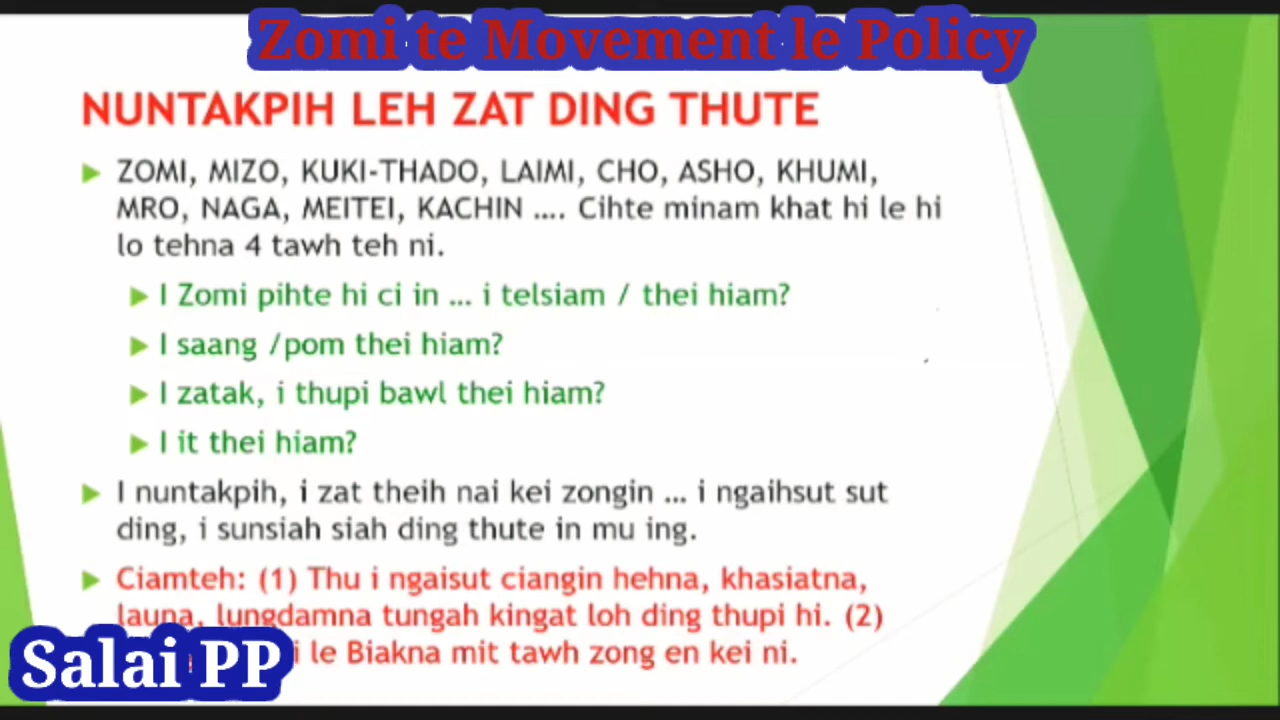 Zomi te Movement le Policy
NUNTAKPIH LEH ZAT DING THUTE
ZOMI, MIZO, KUKI-THADO, LAIMI, CHO, ASHO, KHUMI,
MRO, NAGA, MEITEI, KACHIN .... Cihte minam khat hi le hi
lo tehna 4 tawh teh ni.
I Zomi pihte hi ci in ... i telsiam / thei hiam?
I saang /pom thei hiam?
I zatak, i thupi bawl thei hiam?
I it thei hiam?
I nuntakpih, i zat theih nai kei zongin ... i ngaihsut sut
ding, i sunsiah siah ding thute in mu ing.
Ciamteh: (1) Thu i ngaisut ciangin hehna, khasiatna,
launa, lungdamna tungah kingat loh ding thupi hi. (2)
i le Biakna mit tawh zong en kei ni.
Salai PP